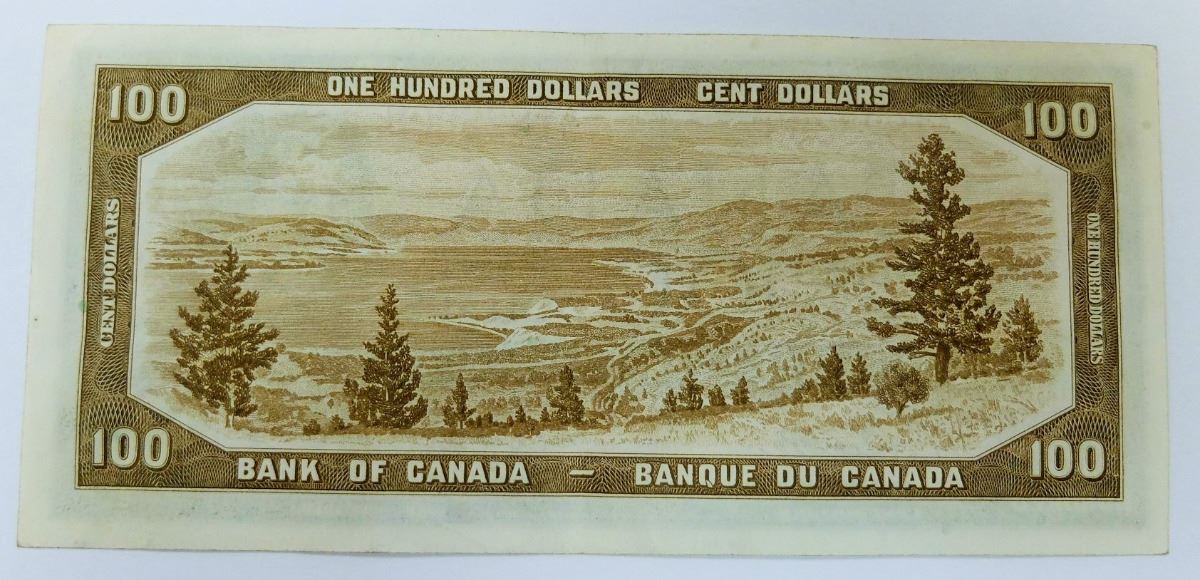 100 ONE HUNDRED DOLLARS CENT DOLLARS 100
CENT DOLLARS
ONE HUNDRED DOLLARS
100 BANK OF CANADA — BANQUE DU CANADA 100